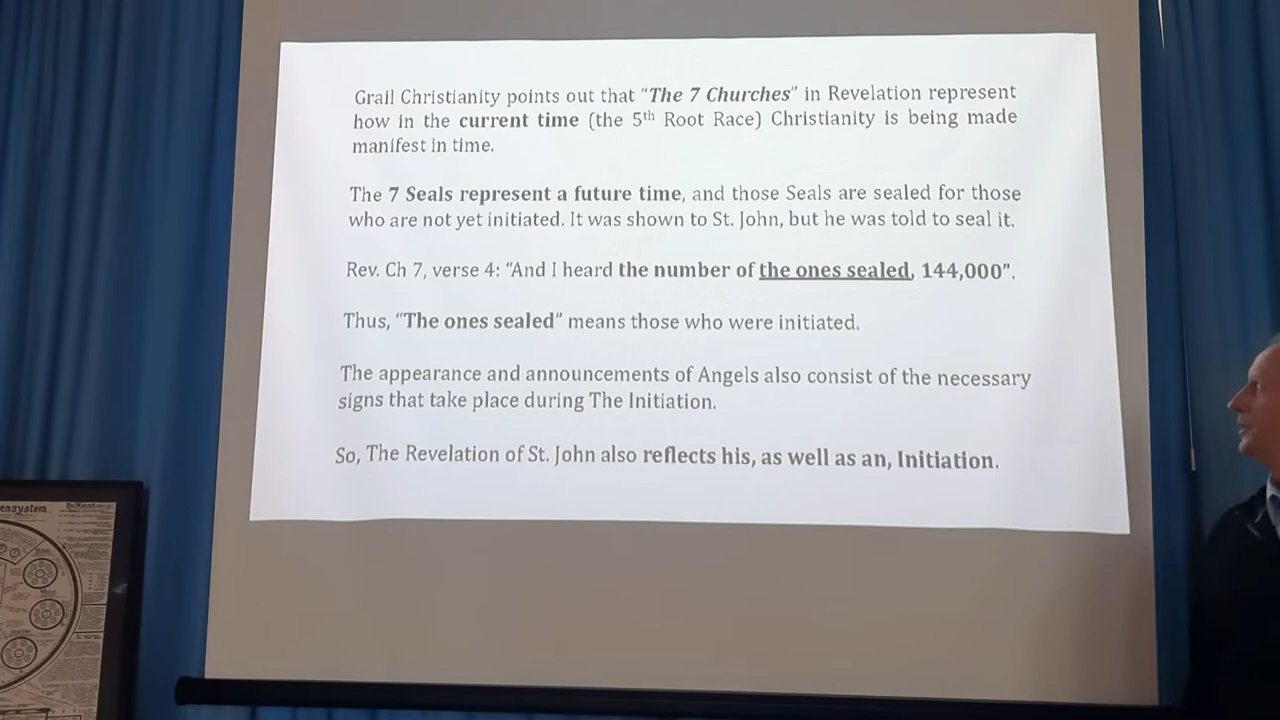 Grail Christianity points out that "The 7 Churches" in Revelation represent
how in the current time (the 5th Root Race) Christianity is being made
manifest in time.
The 7 Seals represent a future time, and those Seals are sealed for those
who are not yet initiated. It was shown to St. John, but he was told to seal it.
Rev. Ch 7, verse 4: "And I heard the number of the ones sealed, 144,000".
Thus, "The ones sealed" means those who were initiated.
The appearance and announcements of Angels also consist of the necessary
signs that take place during The Initiation.
So, The Revelation of St. John also reflects his, as well as an, Initiation.
ensystem